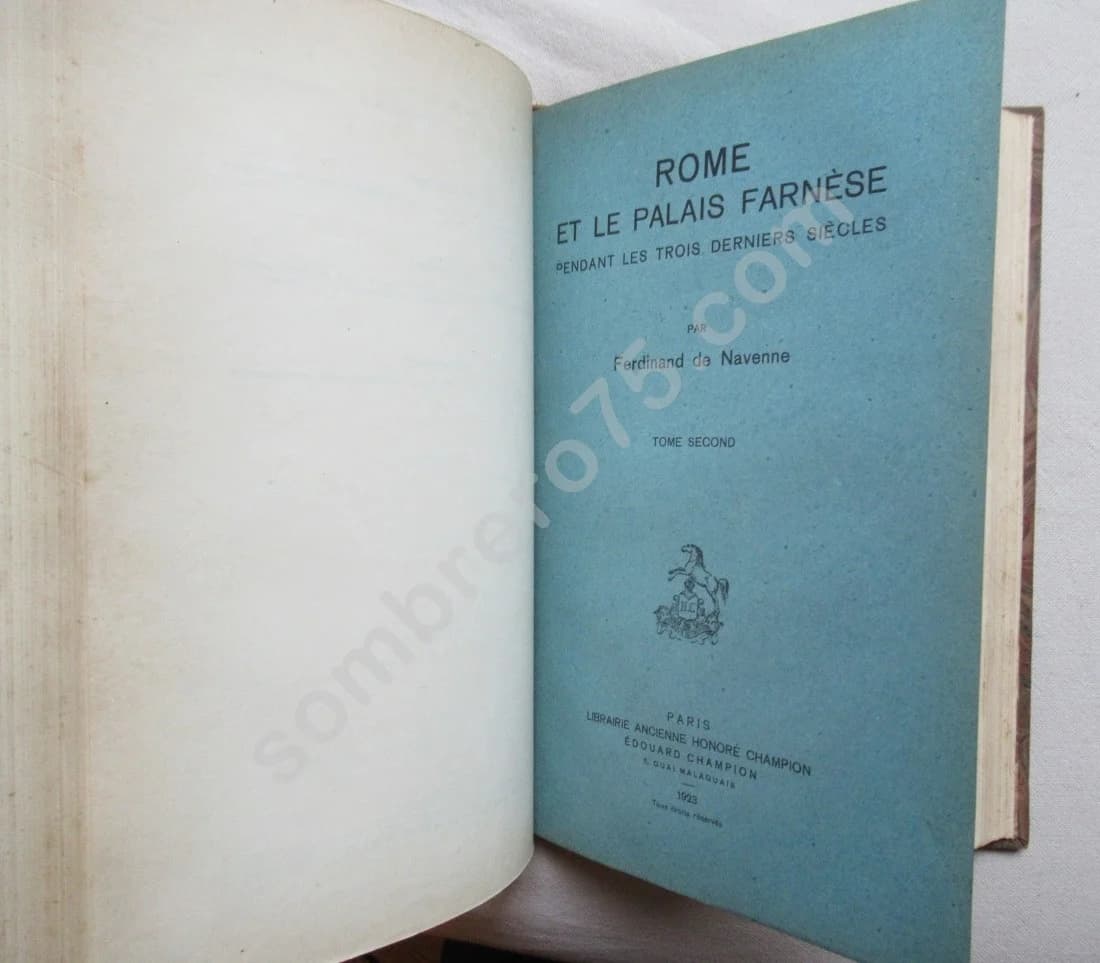 ROME
ET LE PALAIS FARNÈSE
PENDANT LES TROIS DERNIERS SIÈCLES
PAR
Ferdinand de Navenne
TOME SECOND
H.C
PARIS
LIBRAIRIE ANCIENNE HONORÉ CHAMPION
ÉDOUARD CHAMPION
5, QUAI MALAQUAIS
1923
Tous droits réservés
sombrero75.com